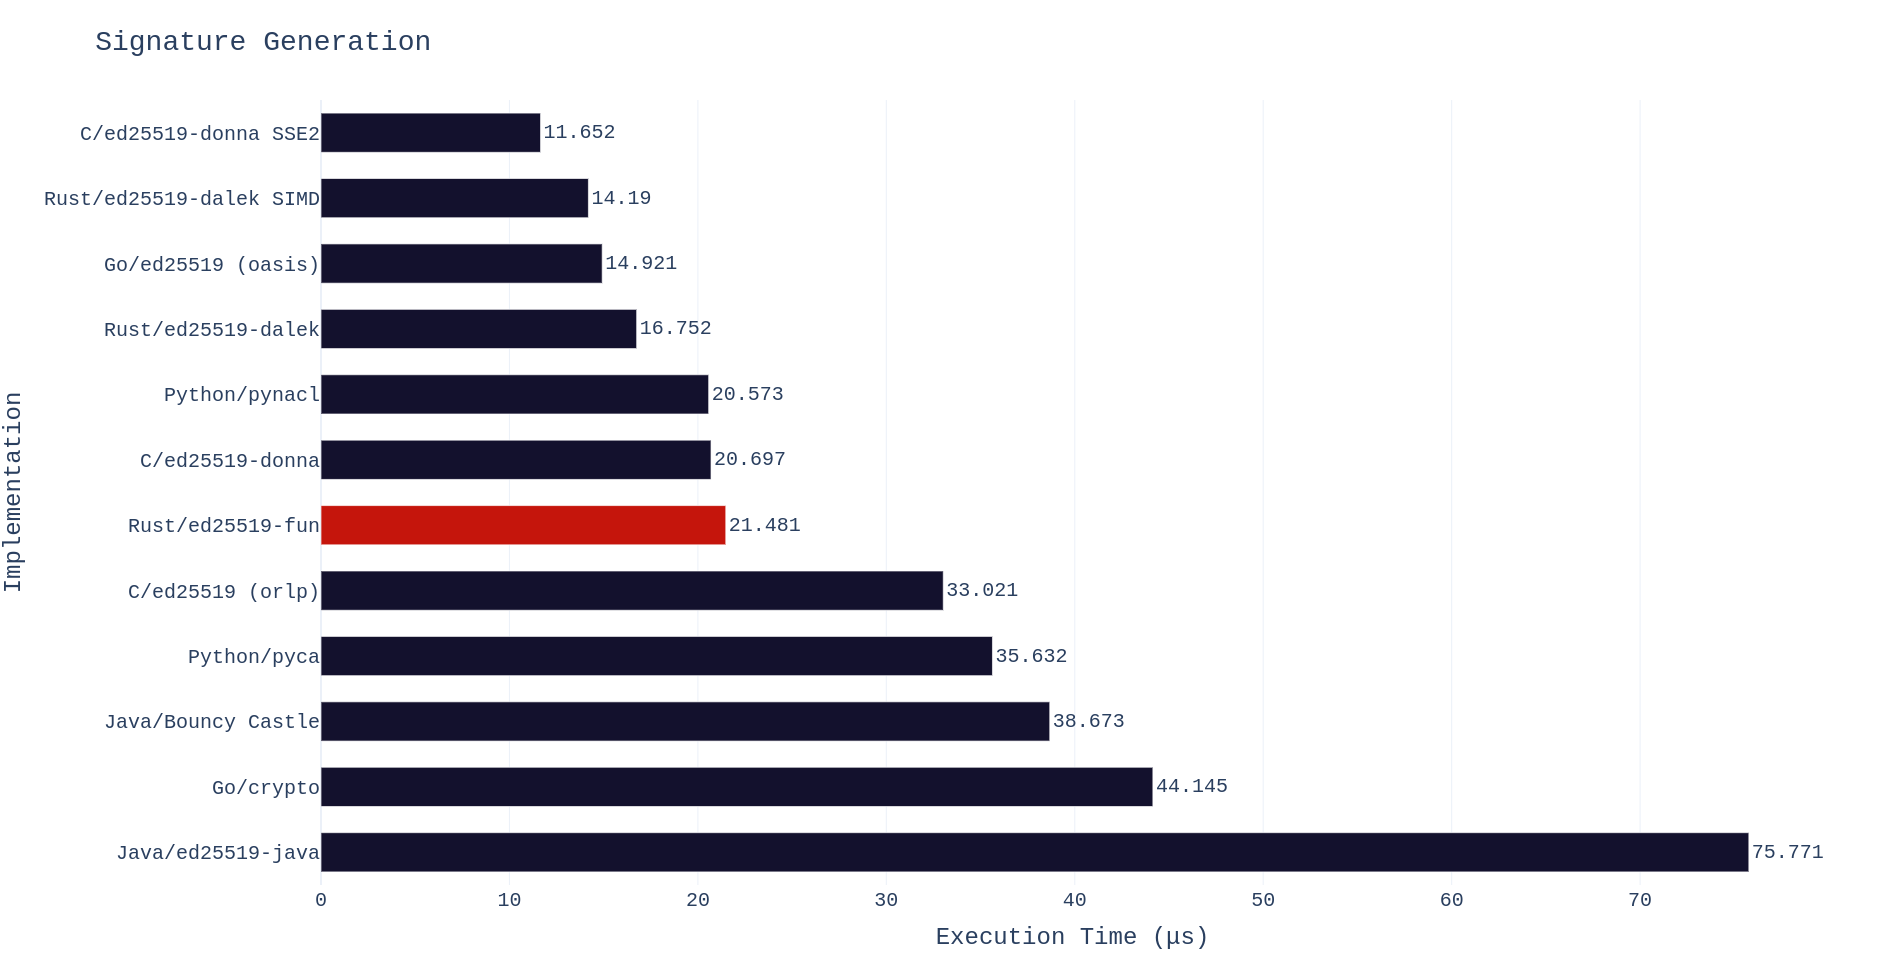 Signature Generation
Implementation
C/ed25519-donna SSE2 11.652
Rust/ed25519-dalek SIMD 14.19
Go/ed25519 (oasis) 14.921
Rust/ed25519-dalek 16.752
Python/pynacl 20.573
C/ed25519-donna 20.697
Rust/ed25519-fun 21.481
C/ed25519 (orlp) 33.021
Python/pyca 35.632
Java/Bouncy Castle 38.673
Go/crypto 44.145
Java/ed25519-java 75.771
0 10 20 30 40 50 60 70
Execution Time (μs)